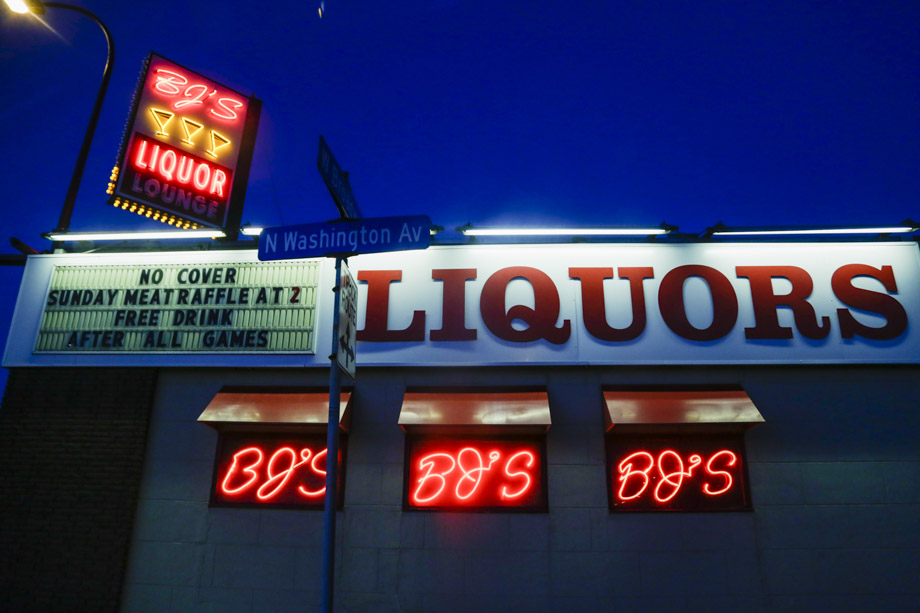 BJ'S
LIQUOR
LOUNGE
N Washington Av
NO COVER
SUNDAY MEAT RAFFLE AT 2
FREE DRINK
AFTER ALL GAMES
LIQUORS
BJ'S
BJ'S
BJ'S